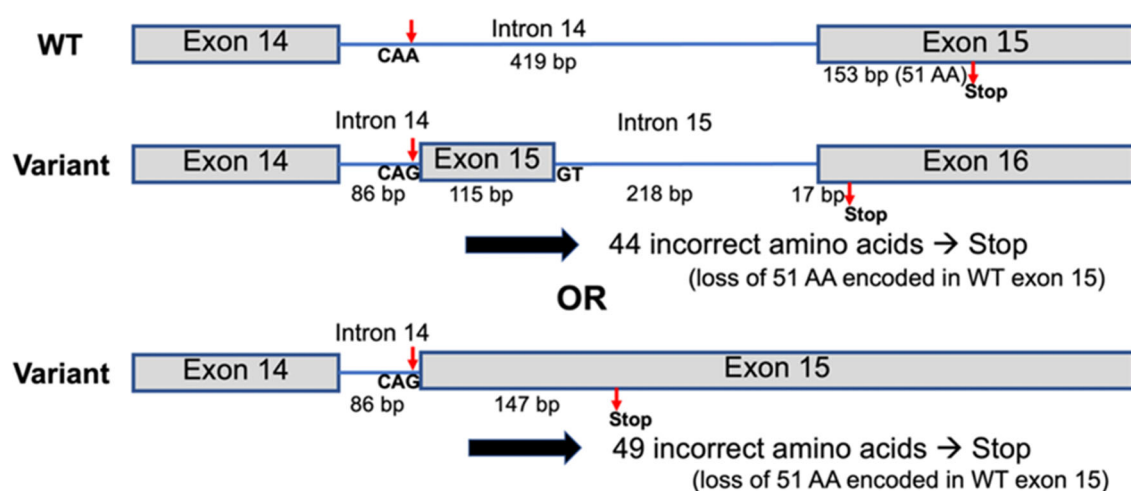 WT
Exon 14
Intron 14
Exon 15
CAA
419 bp
153 bp (51 AA)
Stop
Intron 14
Intron 15
Variant
Exon 14
Exon 15
Exon 16
CAG
GT
86 bp
115 bp
218 bp
17 bp
Stop
44 incorrect amino acids → Stop
(loss of 51 AA encoded in WT exon 15)
OR
Intron 14
Variant
Exon 14
Exon 15
CAG
86 bp
147 bp
Stop
49 incorrect amino acids → Stop
(loss of 51 AA encoded in WT exon 15)